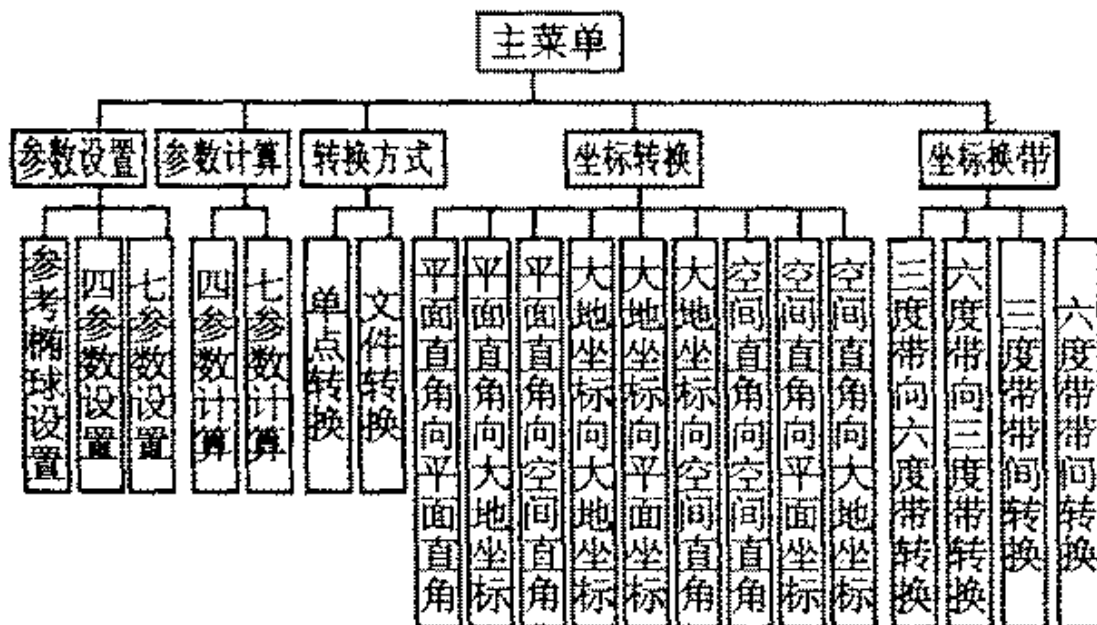 主菜单
参数设置
参数计算
转换方式
坐标转换
坐标换带
参考椭球设置
四参数设置
七参数设置
四参数计算
七参数计算
单点转换
文件转换
平面直角向平面直角
平面直角向大地坐标
平面直角向空间直角
大地坐标向大地坐标
大地坐标向平面坐标
大地坐标向空间直角
空间直角向空间直角
空间直角向平面坐标
空间直角向大地坐标
三度带向六度带转换
六度带向三度带转换
三度带带间转换
六度带带间转换